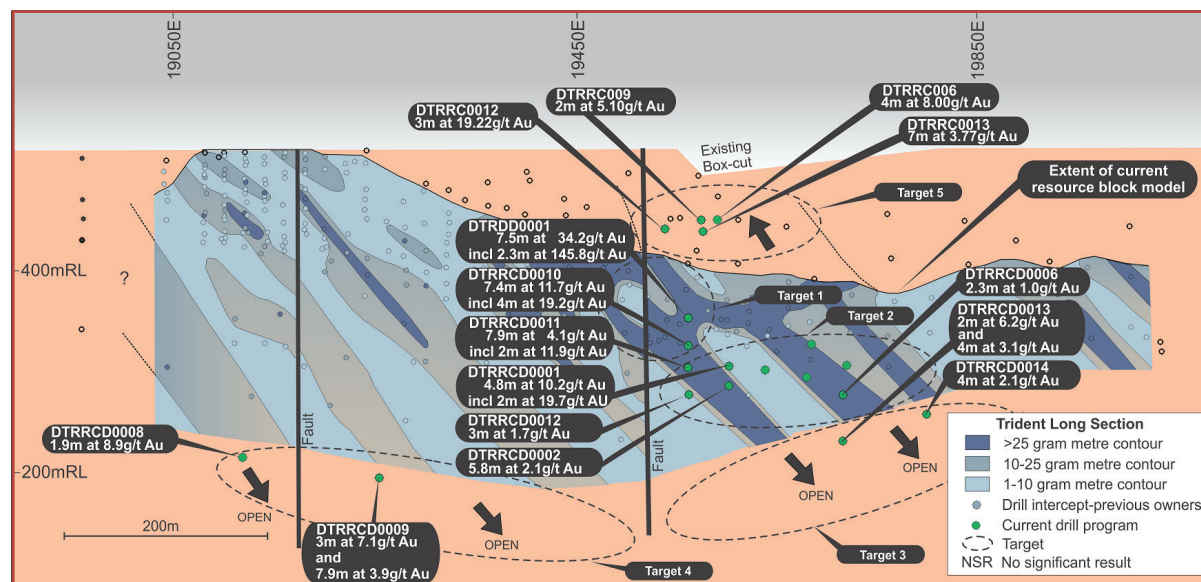 19050E
19450E
19850E
DTRRC009
2m at 5.10g/t Au
DTRRC006
4m at 8.00g/t Au
DTRRC0012
3m at 19.22g/t Au
DTRRC0013
7m at 3.77g/t Au
Existing
Box-cut
Extent of current
resource block model
Target 5
DTRDD0001
7.5m at 34.2g/t Au
incl 2.3m at 145.8g/t Au
400mRL
?
DTRRCD0010
7.4m at 11.7g/t Au
incl 4m at 19.2g/t Au
DTRRCD0006
2.3m at 1.0g/t Au
Target 1
Target 2
DTRRCD0013
2m at 6.2g/t Au
and
4m at 3.1g/t Au
DTRRCD0011
7.9m at 4.1g/t Au
incl 2m at 11.9g/t Au
DTRRCD0001
4.8m at 10.2g/t Au
incl 2m at 19.7g/t AU
DTRRCD0014
4m at 2.1g/t Au
DTRRCD0012
3m at 1.7g/t Au
DTRRCD0008
1.9m at 8.9g/t Au
Fault
Fault
DTRRCD0002
5.8m at 2.1g/t Au
200mRL
OPEN
OPEN
OPEN
OPEN
200m
DTRRCD0009
3m at 7.1g/t Au
and
7.9m at 3.9g/t Au
Target 3
Target 4
Trident Long Section
>25 gram metre contour
10-25 gram metre contour
1-10 gram metre contour
Drill intercept-previous owners
Current drill program
Target
NSR No significant result